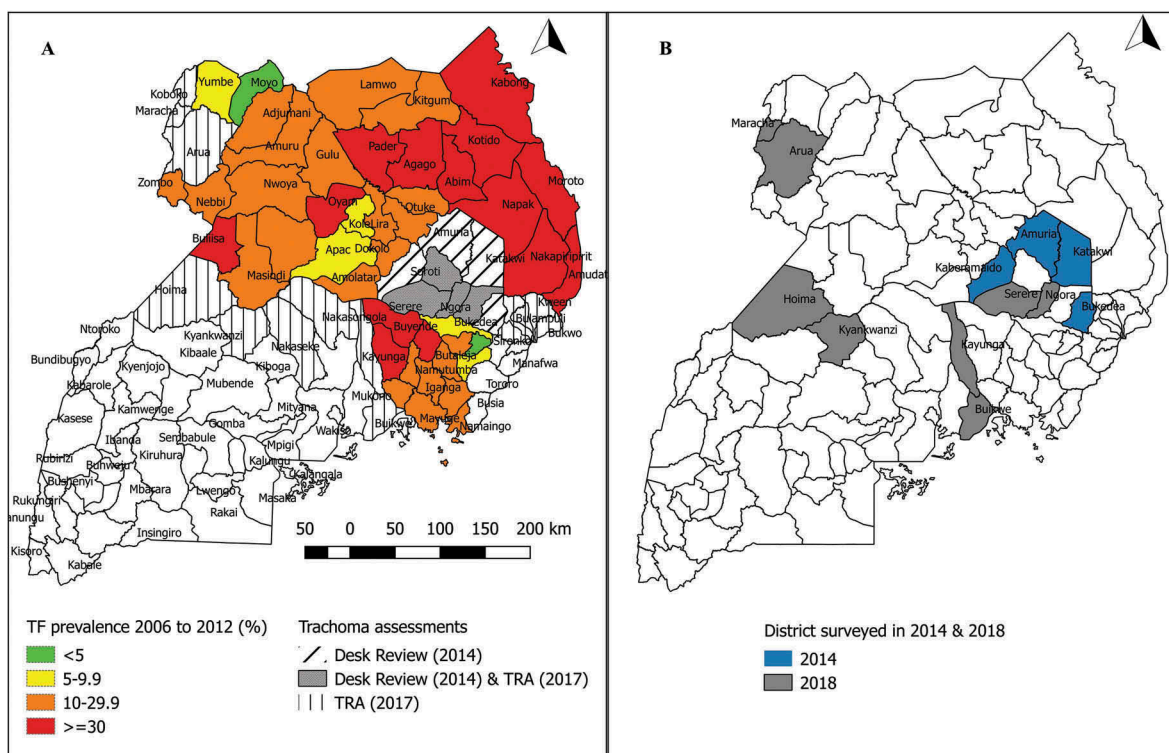 A
Kabong
Yumbe
Moyo
Koboko
Maracha
Lamwo
Kitgum
Adjumani
Arua
Amuru
Gulu
Pader
Agago
Kotido
Abim
Moroto
Zombo
Nebbi
Nwoya
Napak
Oyam
Otuke
KoleLira
Amuria
Buliisa
Apac
Dokolo
Katakwi
Nakapiripirit
Soroti
Amudat
Masindi
Amolatar
Hoima
Serere
Ngora
Kween
Nakasongola
Bukedea
Bulambuli
Bukwo
Ntoroko
Kyankwanzi
Buyende
Sironko
Kibaale
Nakaseke
Kayunga
Butaleja
Manafwa
Bundibugyo
Kyenjojo
Kiboga
Namutumba
Kabarole
Mubende
Iganga
Tororo
Kasese
Kamwenge
Mityana
Mukono
Busia
Gomba
Buikwe
Mayuge
Ibanda
Sembabule
Wakiso
Namaingo
Rubirizi
Kiruhura
Mpigi
Buhweju
Kalungu
Bushenyi
Kalangala
Mbarara
Lwengo
Masaka
Rukungiri
Rakai
anungu
Insingiro
Kisoro
Kabale
50 0 50 100 150 200 km
TF prevalence 2006 to 2012 (%)
<5
5-9.9
10-29.9
>=30
Trachoma assessments
Desk Review (2014)
Desk Review (2014) & TRA (2017)
TRA (2017)
B
Maracha
Arua
Amuria
Katakwi
Kaberamaido
Hoima
Serere
Ngora
Bukedea
Kyankwanzi
Kayunga
Buikwe
District surveyed in 2014 & 2018
2014
2018